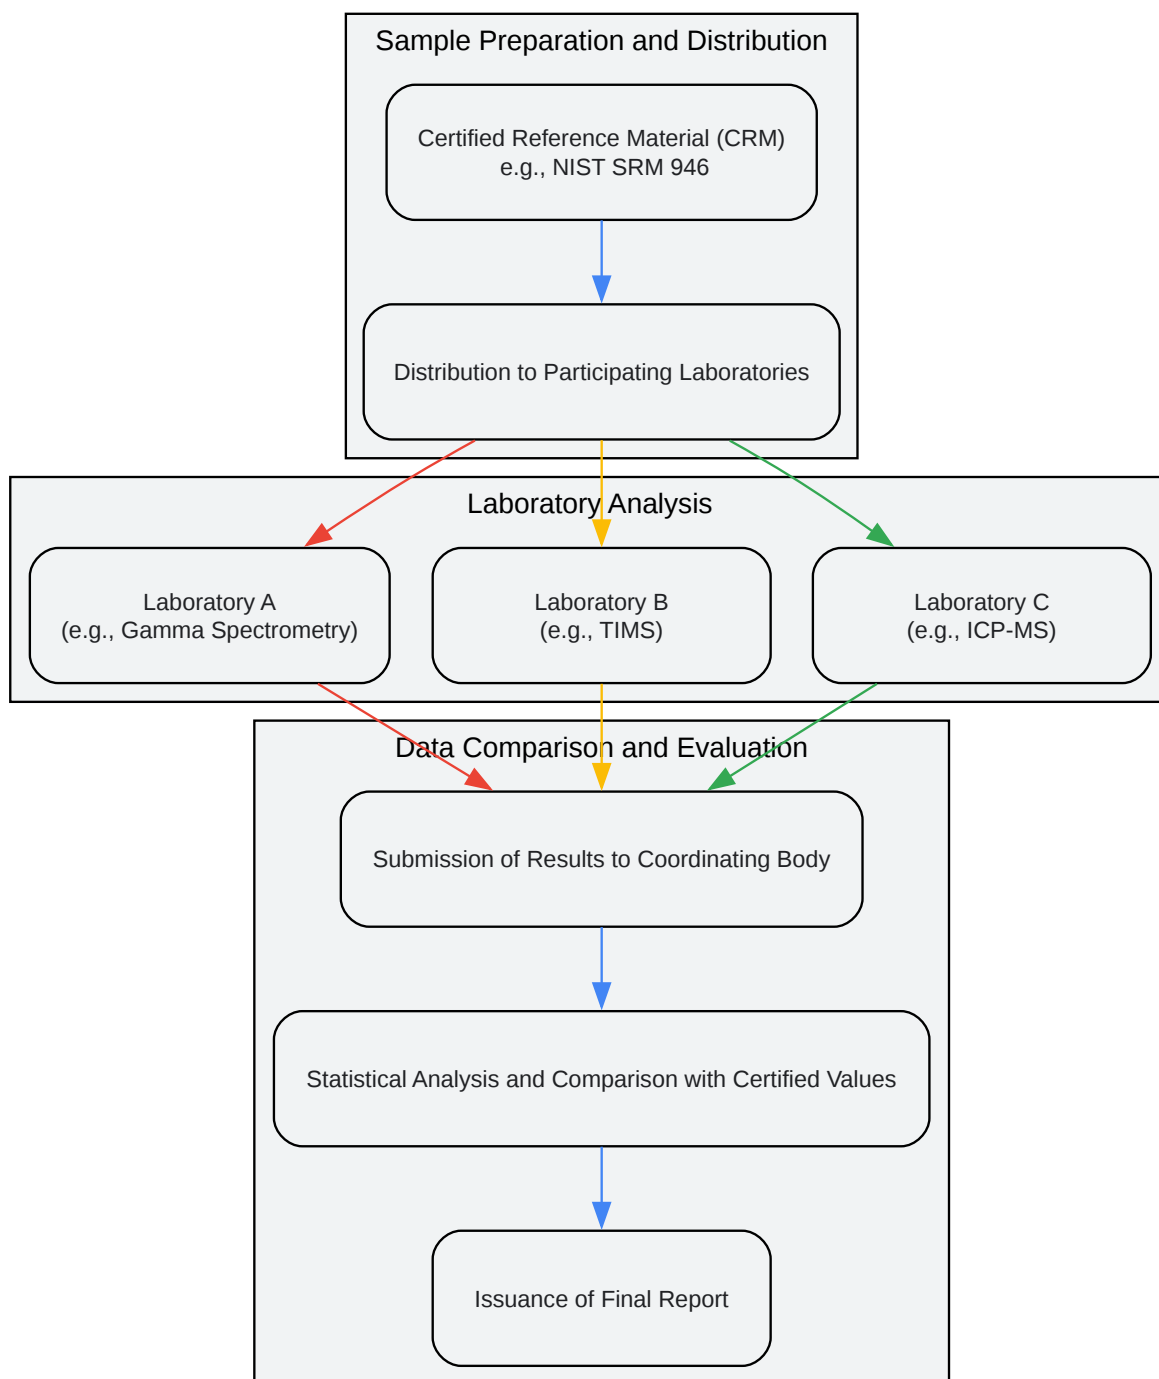 Sample Preparation and Distribution
Certified Reference Material (CRM)
e.g., NIST SRM 946
Distribution to Participating Laboratories
Laboratory Analysis
Laboratory A
(e.g., Gamma Spectrometry)
Laboratory B
(e.g., TIMS)
Laboratory C
(e.g., ICP-MS)
Data Comparison and Evaluation
Submission of Results to Coordinating Body
Statistical Analysis and Comparison with Certified Values
Issuance of Final Report